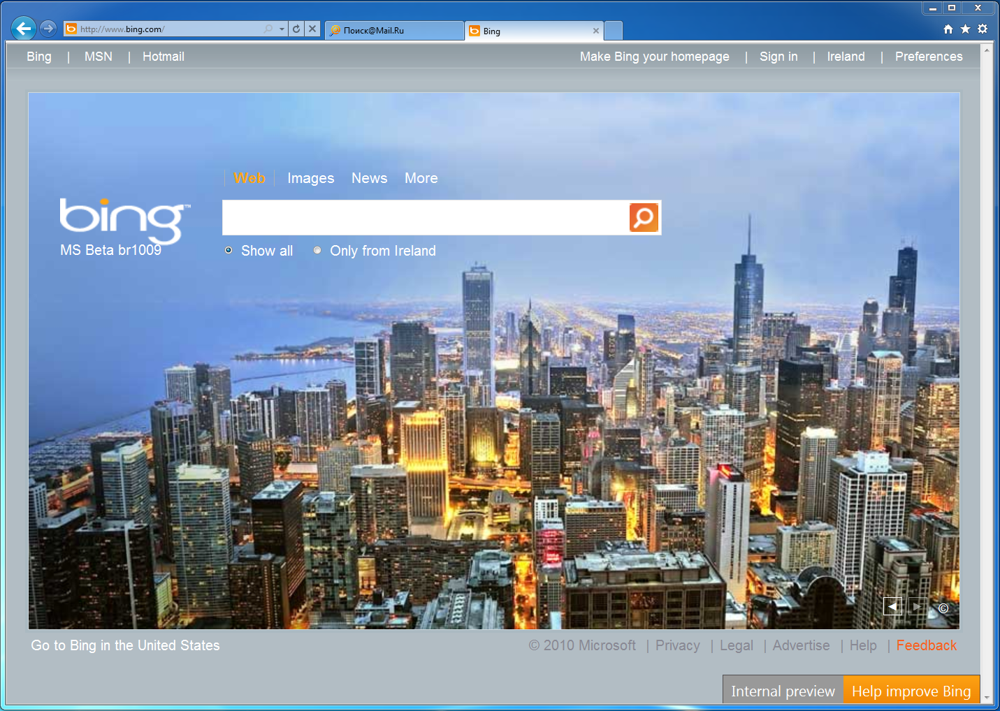 http://www.bing.com/
Поиск@Mail.Ru
Bing
Bing | MSN | Hotmail
Make Bing your homepage | Sign in | Ireland | Preferences
Web Images News More
bing™
MS Beta br1009
Show all Only from Ireland
©
Go to Bing in the United States
© 2010 Microsoft | Privacy | Legal | Advertise | Help | Feedback
Internal preview Help improve Bing